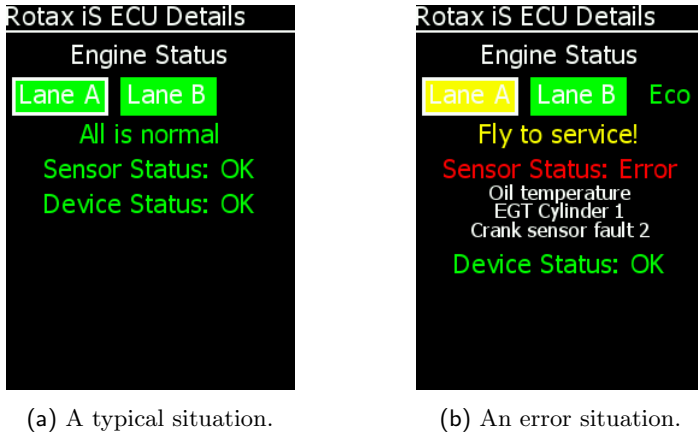 Rotax iS ECU Details
Engine Status
Lane A Lane B
All is normal
Sensor Status: OK
Device Status: OK
(a) A typical situation.
Rotax iS ECU Details
Engine Status
Lane A Lane B Eco
Fly to service!
Sensor Status: Error
Oil temperature
EGT Cylinder 1
Crank sensor fault 2
Device Status: OK
(b) An error situation.